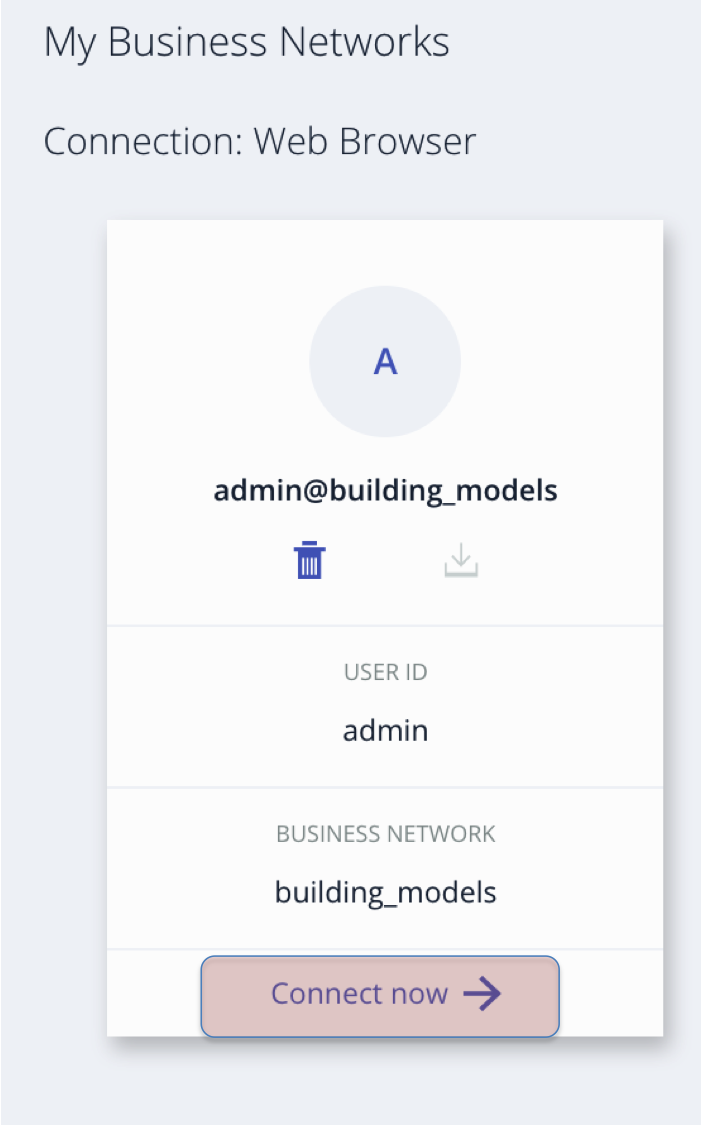 My Business Networks
Connection: Web Browser
A
admin@building_models
USER ID
admin
BUSINESS NETWORK
building_models
Connect now